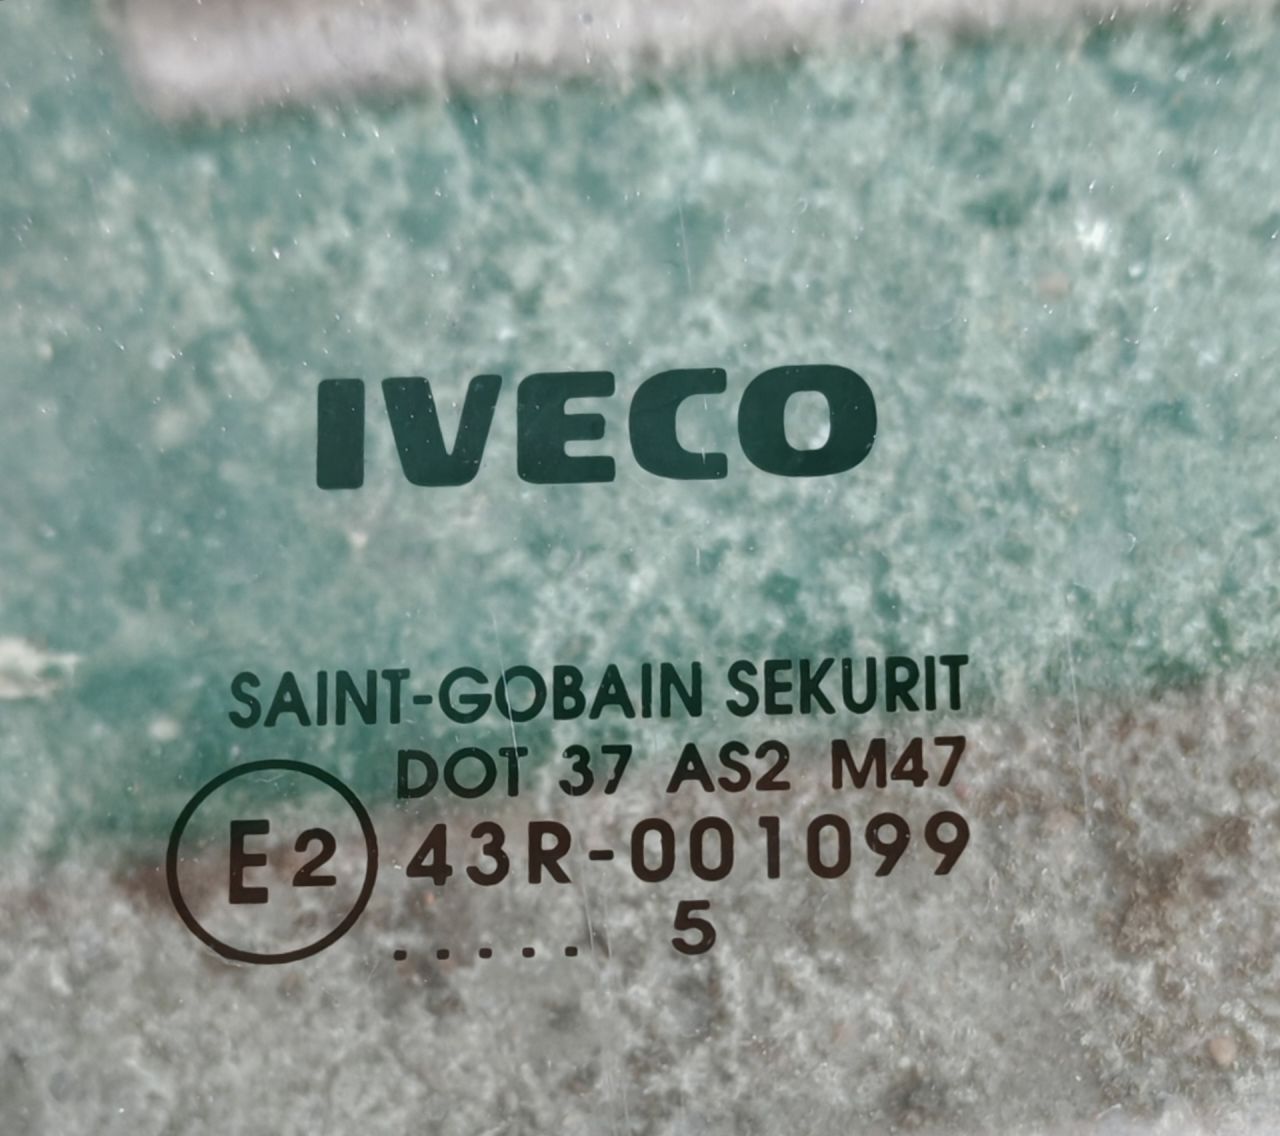 IVECO
SAINT-GOBAIN SEKURIT
DOT 37 AS2 M47
E2 43R-001099
..... 5